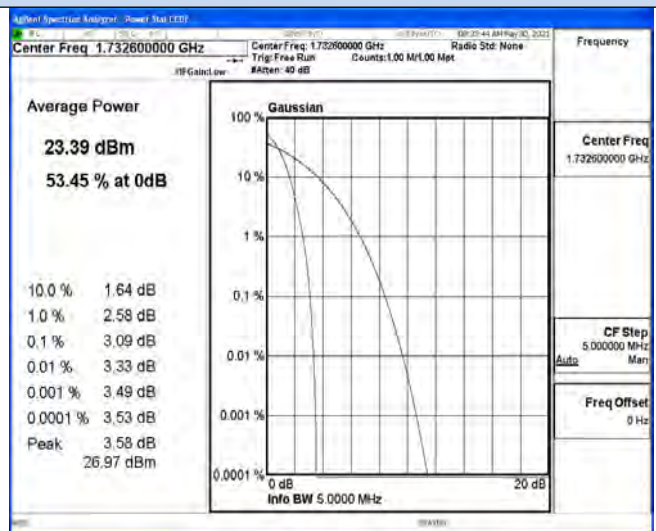 Agilent Spectrum Analyzer - Power Stat CCDF
Center Freq 1.732600000 GHz
Center Freq: 1.732600000 GHz
Radio Std: None
Trig: Free Run
Counts:1.00 M/1.00 Mpt
#IFGain:Low
#Atten: 40 dB
Frequency
Average Power
23.39 dBm
53.45 % at 0dB
10.0 % 1.64 dB
1.0 % 2.58 dB
0.1 % 3.09 dB
0.01 % 3.33 dB
0.001 % 3.49 dB
0.0001 % 3.53 dB
Peak 3.58 dB
26.97 dBm
Gaussian
100 %
10 %
1 %
0.1 %
0.01 %
0.001 %
0.0001 %
0 dB
20 dB
Info BW 5.0000 MHz
Center Freq
1.732600000 GHz
CF Step
5.000000 MHz
Auto Man
Freq Offset
0 Hz